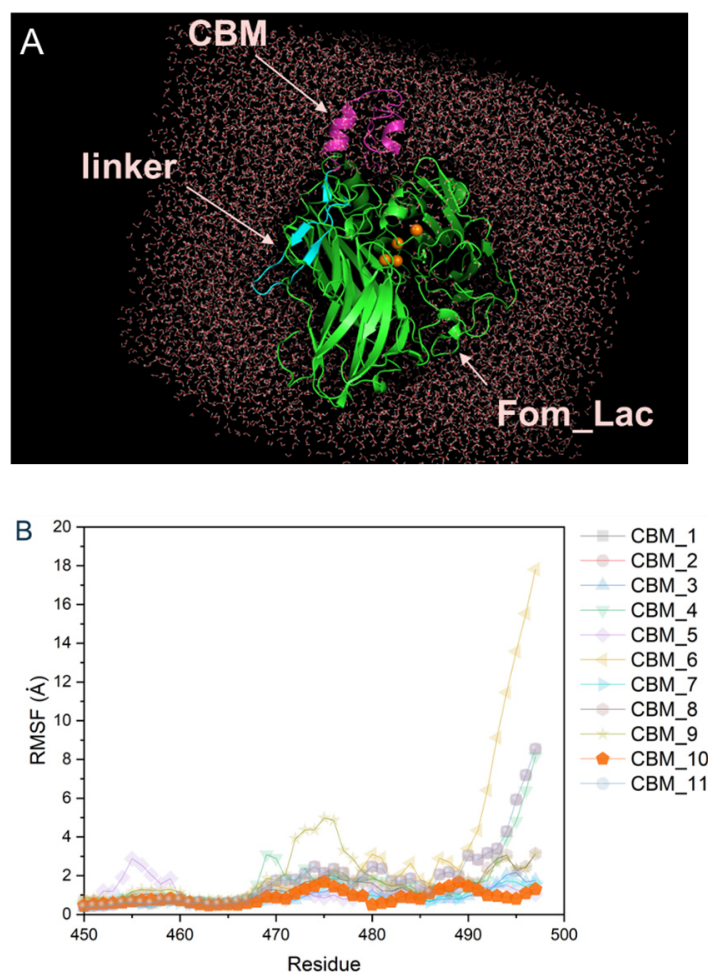 A
CBM
linker
Fom_Lac
B
20
18
16
14
12
10
8
6
4
2
0
RMSF (Å)
450
460
470
480
490
500
Residue
CBM_1
CBM_2
CBM_3
CBM_4
CBM_5
CBM_6
CBM_7
CBM_8
CBM_9
CBM_10
CBM_11